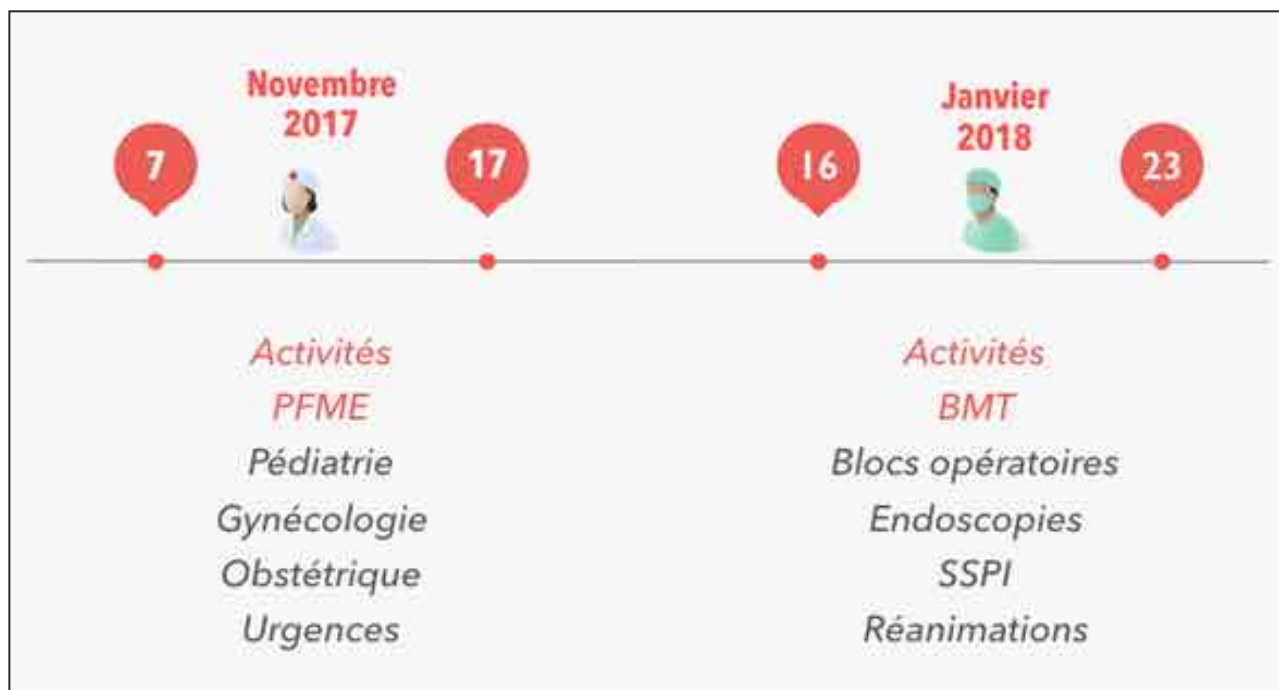 Novembre
2017
7
17
Activités
PFME
Pédiatrie
Gynécologie
Obstétrique
Urgences
Janvier
2018
16
23
Activités
BMT
Blocs opératoires
Endoscopies
SSPI
Réanimations